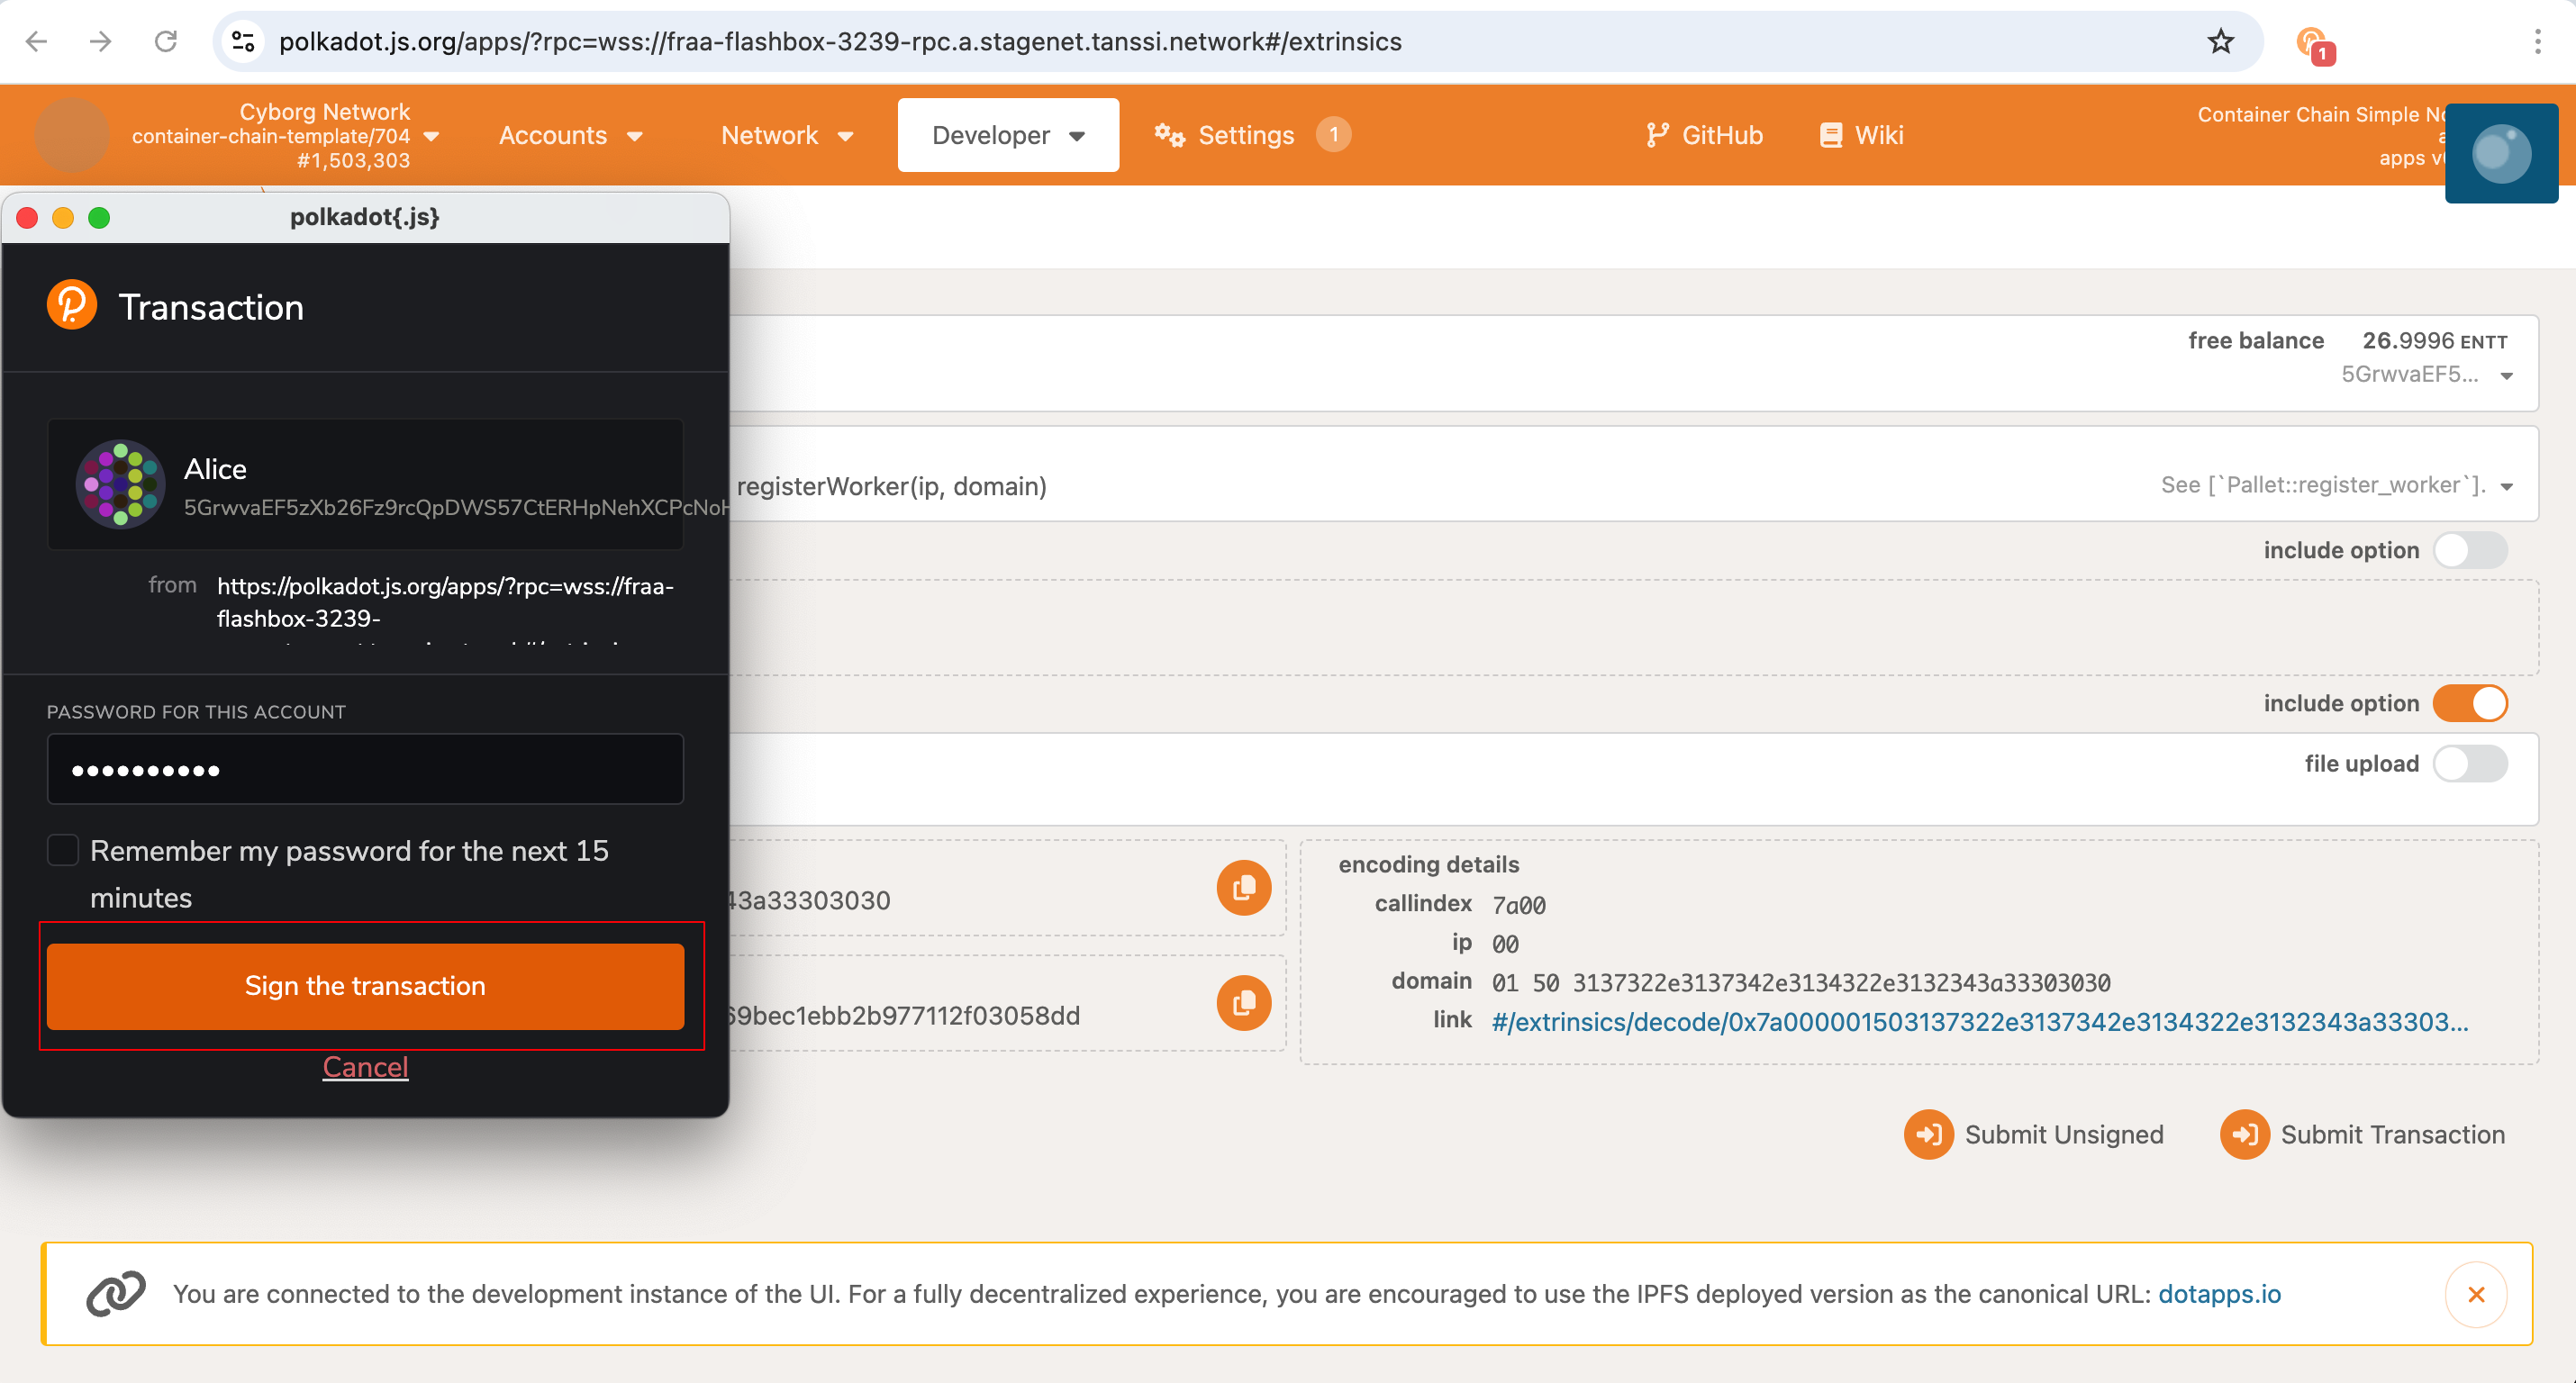 polkadot.js.org/apps/?rpc=wss://fraa-flashbox-3239-rpc.a.stagenet.tanssi.network#/extrinsics
1
Cyborg Network
container-chain-template/704
#1,503,303
Accounts
Network
Developer
Settings
1
GitHub
Wiki
Container Chain Simple
apps
polkadot{.js}
Transaction
Alice
5GrwvaEF5zXb26Fz9rcQpDWS57CtERHpNehXCPcNoH
from https://polkadot.js.org/apps/?rpc=wss://fraa-
flashbox-3239-
PASSWORD FOR THIS ACCOUNT
••••••••••
Remember my password for the next 15
minutes
Sign the transaction
Cancel
free balance 26.9996 ENTT
5GrwvaEF5...
registerWorker(ip, domain)
See [`Pallet::register_worker`].
include option
include option
file upload
43a33303030
69bec1ebb2b977112f03058dd
encoding details
callindex 7a00
ip 00
domain 01 50 3137322e3137342e3134322e3132343a33303030
link #/extrinsics/decode/0x7a000001503137322e3137342e3134322e3132343a33303...
Submit Unsigned
Submit Transaction
You are connected to the development instance of the UI. For a fully decentralized experience, you are encouraged to use the IPFS deployed version as the canonical URL: dotapps.io